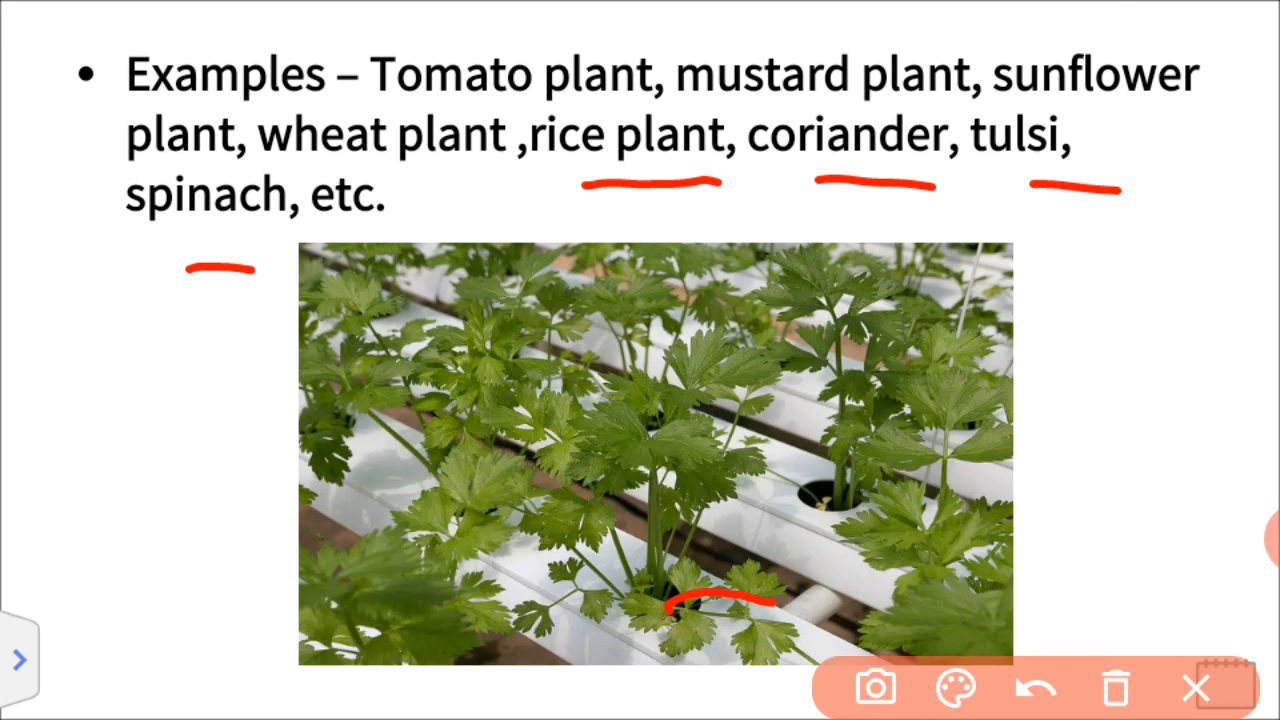 • Examples – Tomato plant, mustard plant, sunflower
plant, wheat plant ,rice plant, coriander, tulsi,
spinach, etc.